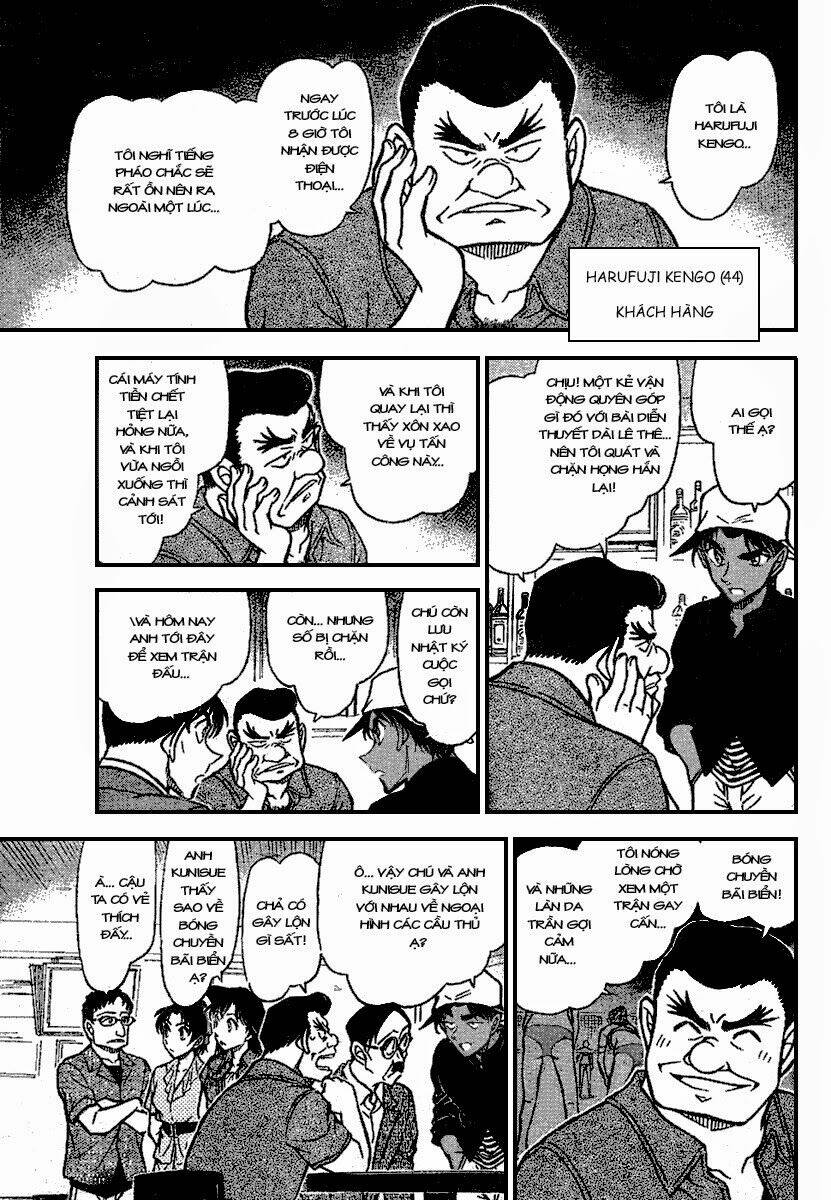 TÔI LÀ
HARUFUJI
KENGO...
NGAY
TRƯỚC LÚC
8 GIỜ TÔI
NHẬN ĐƯỢC
ĐIỆN
THOẠI...
TÔI NGHĨ TIẾNG
PHÁO CHẮC SẼ
RẤT ỒN NÊN RA
NGOÀI MỘT LÚC...
HARUFUJI KENGO (44)
KHÁCH HÀNG
AI GỌI
THẾ Ạ?
CHỊU! MỘT KẺ VẬN
ĐỘNG QUYÊN GÓP
GÌ ĐÓ VỚI BÀI DIỄN
THUYẾT DÀI LÊ THÊ...
NÊN TÔI QUÁT VÀ
CHẶN HỌNG HẮN
LẠI!
VÀ KHI TÔI
QUAY LẠI THÌ
THẤY XÔN XAO
VỀ VỤ TẤN
CÔNG NÀY...
CÁI MÁY TÍNH
TIỀN CHẾT
TIỆT LẠI
HỎNG NỮA,
VÀ KHI TÔI
VỪA NGỒI
XUỐNG THÌ
CẢNH SÁT
TỚI!
CHÚ CÒN
LƯU
NHẬT KÝ
CUỘC
GỌI
CHỨ?
CÒN... NHƯNG
SỐ BỊ CHẶN
RỒI...
VÀ HÔM NAY
ANH TỚI ĐÂY
ĐỂ XEM TRẬN
ĐẤU...
BÓNG
CHUYỀN
BÃI BIỂN!
TÔI NÓNG
LÒNG CHỜ
XEM MỘT
TRẬN GAY
CẤN...
VÀ NHỮNG
LÀN DA
TRẦN GỢI
CẢM
NỮA...
Ồ... VẬY CHÚ VÀ ANH
KUNISUE GÂY LỘN
VỚI NHAU VỀ NGOẠI
HÌNH CÁC CẦU THỦ
Ạ?
CHẢ CÓ
GÂY LỘN
GÌ SẤT!
ANH
KUNISUE
THẤY
SAO VỀ
BÓNG
CHUYỀN
BÃI BIỂN
Ạ?
À... CẬU
TA CÓ VẺ
THÍCH
ĐẤY...